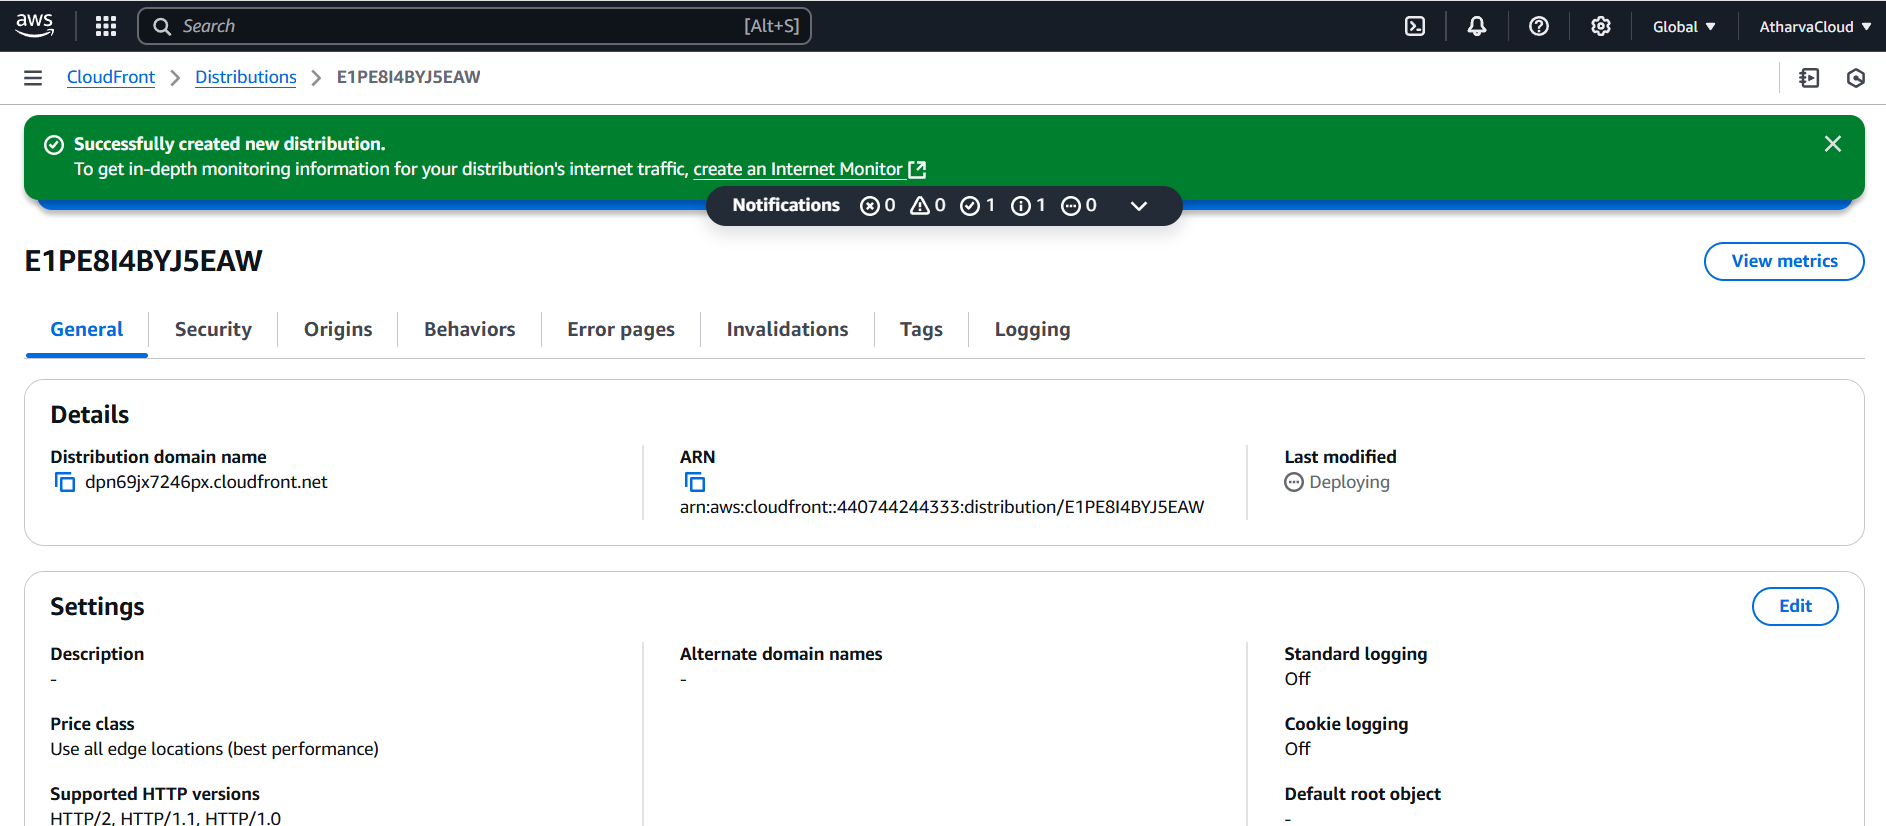 aws
Search [Alt+S]
Global
AtharvaCloud
CloudFront
Distributions
E1PE8I4BYJ5EAW
Successfully created new distribution.
To get in-depth monitoring information for your distribution's internet traffic, create an Internet Monitor
Notifications 0 0 1 1 0
E1PE8I4BYJ5EAW
View metrics
General
Security
Origins
Behaviors
Error pages
Invalidations
Tags
Logging
Details
Distribution domain name
dpn69jx7246px.cloudfront.net
ARN
arn:aws:cloudfront::440744244333:distribution/E1PE8I4BYJ5EAW
Last modified
Deploying
Settings
Edit
Description
-
Price class
Use all edge locations (best performance)
Supported HTTP versions
HTTP/2, HTTP/1.1, HTTP/1.0
Alternate domain names
-
Standard logging
Off
Cookie logging
Off
Default root object
-